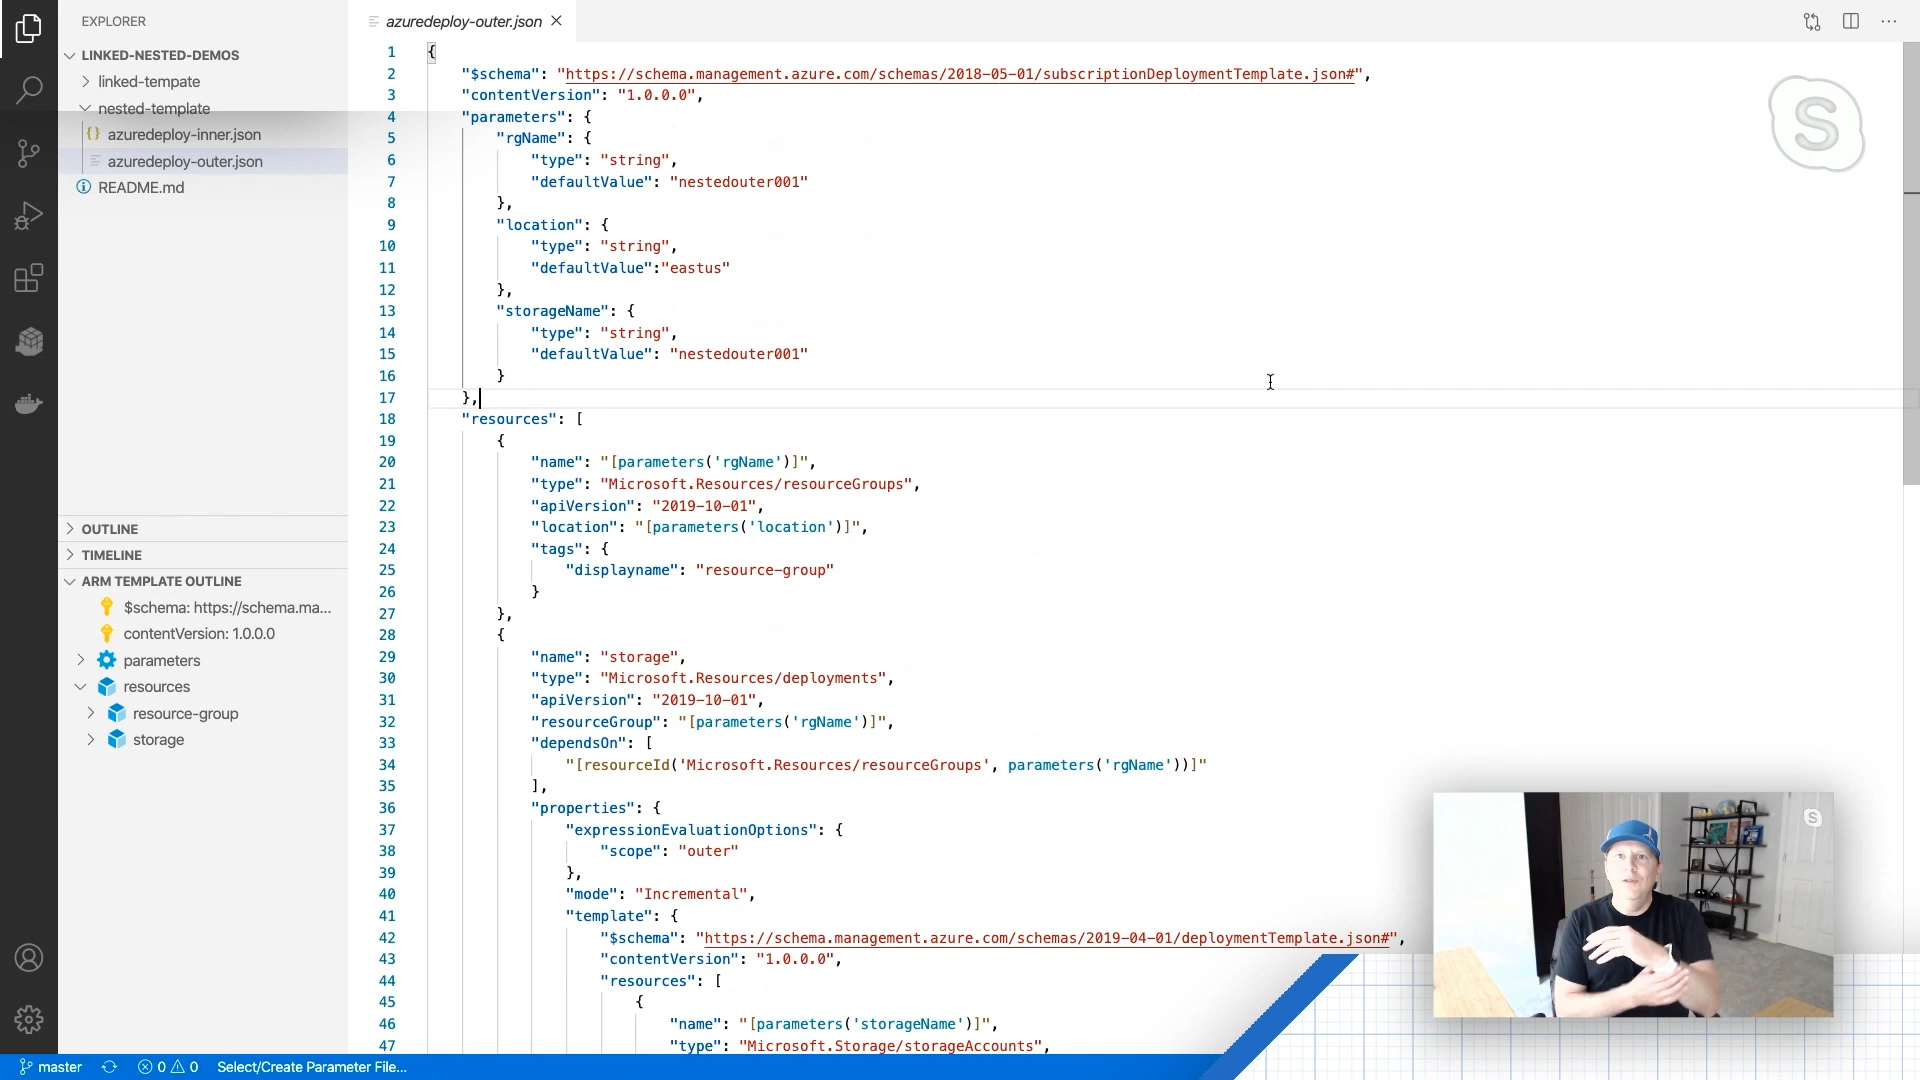 EXPLORER
LINKED-NESTED-DEMOS
linked-tempate
nested-template
azuredeploy-inner.json
azuredeploy-outer.json
README.md
OUTLINE
TIMELINE
ARM TEMPLATE OUTLINE
$schema: https://schema.ma...
contentVersion: 1.0.0.0
parameters
resources
resource-group
storage
azuredeploy-outer.json
1 {
2 "$schema": "https://schema.management.azure.com/schemas/2018-05-01/subscriptionDeploymentTemplate.json#",
3 "contentVersion": "1.0.0.0",
4 "parameters": {
5 "rgName": {
6 "type": "string",
7 "defaultValue": "nestedouter001"
8 },
9 "location": {
10 "type": "string",
11 "defaultValue":"eastus"
12 },
13 "storageName": {
14 "type": "string",
15 "defaultValue": "nestedouter001"
16 }
17 },
18 "resources": [
19 {
20 "name": "[parameters('rgName')]",
21 "type": "Microsoft.Resources/resourceGroups",
22 "apiVersion": "2019-10-01",
23 "location": "[parameters('location')]",
24 "tags": {
25 "displayname": "resource-group"
26 }
27 },
28 {
29 "name": "storage",
30 "type": "Microsoft.Resources/deployments",
31 "apiVersion": "2019-10-01",
32 "resourceGroup": "[parameters('rgName')]",
33 "dependsOn": [
34 "[resourceId('Microsoft.Resources/resourceGroups', parameters('rgName'))]"
35 ],
36 "properties": {
37 "expressionEvaluationOptions": {
38 "scope": "outer"
39 },
40 "mode": "Incremental",
41 "template": {
42 "$schema": "https://schema.management.azure.com/schemas/2019-04-01/deploymentTemplate.json#",
43 "contentVersion": "1.0.0.0",
44 "resources": [
45 {
46 "name": "[parameters('storageName')]",
47 "type": "Microsoft.Storage/storageAccounts",
S
S
master 0 0 Select/Create Parameter File...